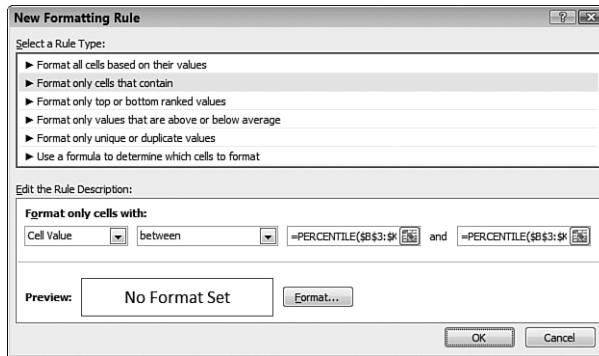 New Formatting Rule
Select a Rule Type:
► Format all cells based on their values
► Format only cells that contain
► Format only top or bottom ranked values
► Format only values that are above or below average
► Format only unique or duplicate values
► Use a formula to determine which cells to format
Edit the Rule Description:
Format only cells with:
Cell Value between =PERCENTILE($B$3:$K and =PERCENTILE($B$3:$K
Preview: No Format Set Format...
OK Cancel